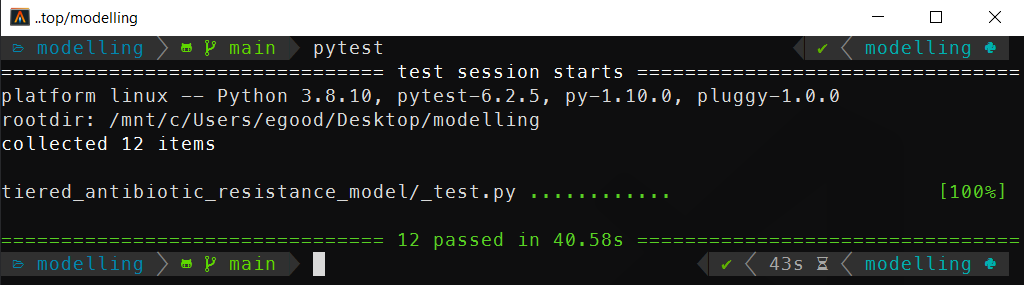 ..top/modelling
modelling main pytest ✔ modelling
=============================== test session starts ===============================
platform linux -- Python 3.8.10, pytest-6.2.5, py-1.10.0, pluggy-1.0.0
rootdir: /mnt/c/Users/egood/Desktop/modelling
collected 12 items
tiered_antibiotic_resistance_model/_test.py ............ [100%]
=============================== 12 passed in 40.58s ===============================
modelling main ✔ 43s modelling